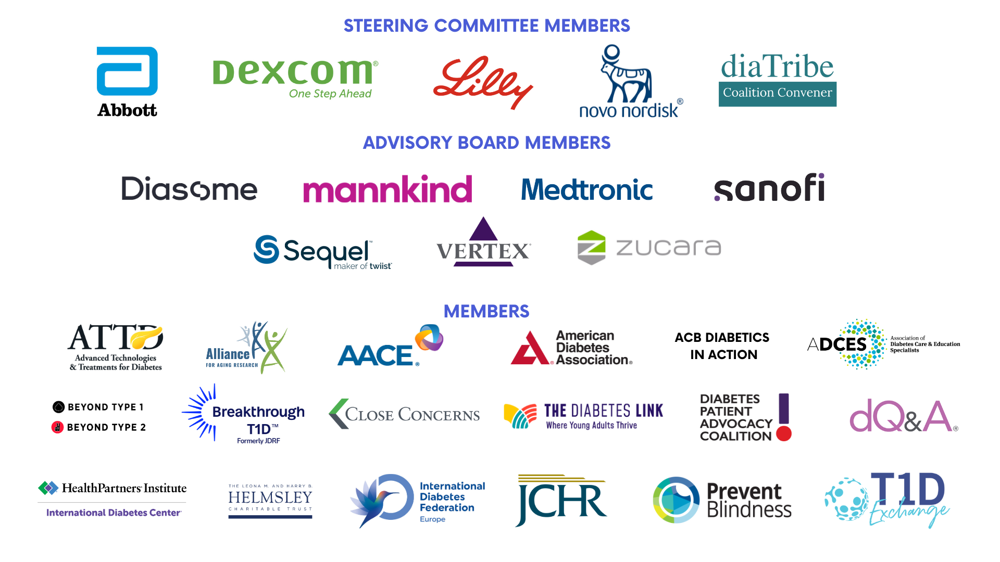 STEERING COMMITTEE MEMBERS
Abbott
Dexcom®
One Step Ahead
Lilly
novo nordisk®
diaTribe
Coalition Convener
ADVISORY BOARD MEMBERS
Diasome
mannkind
Medtronic
sanofi
Sequel™
maker of twiist
VERTEX
zucara
MEMBERS
ATTD
Advanced Technologies
& Treatments for Diabetes
Alliance
FOR AGING RESEARCH
AACE®
American
Diabetes
Association®
ACB DIABETICS
IN ACTION
ADCES
Association of
Diabetes Care & Education
Specialists
BEYOND TYPE 1
BEYOND TYPE 2
Breakthrough
T1D™
Formerly JDRF
CLOSE CONCERNS
THE DIABETES LINK
Where Young Adults Thrive
DIABETES
PATIENT
ADVOCACY
COALITION
dQ&A®
HealthPartners Institute
International Diabetes Center
THE LEONA M. AND HARRY B.
HELMSLEY
CHARITABLE TRUST
International
Diabetes
Federation
Europe
JCHR
Prevent
Blindness
T1D
Exchange